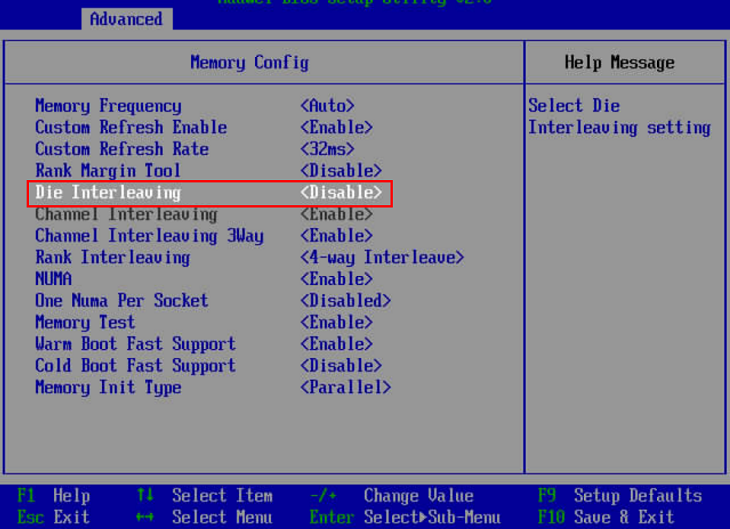 Advanced
Memory Config
Help Message
Memory Frequency <Auto>
Select Die
Custom Refresh Enable <Enable>
Interleaving setting
Custom Refresh Rate <32ms>
Rank Margin Tool <Disable>
Die Interleaving <Disable>
Channel Interleaving <Enable>
Channel Interleaving 3Way <Enable>
Rank Interleaving <4-way Interleave>
NUMA <Enable>
One Numa Per Socket <Disabled>
Memory Test <Enable>
Warm Boot Fast Support <Enable>
Cold Boot Fast Support <Disable>
Memory Init Type <Parallel>
F1 Help ↑↓ Select Item -/+ Change Value F9 Setup Defaults
Esc Exit ←→ Select Menu Enter Select▶Sub-Menu F10 Save & Exit